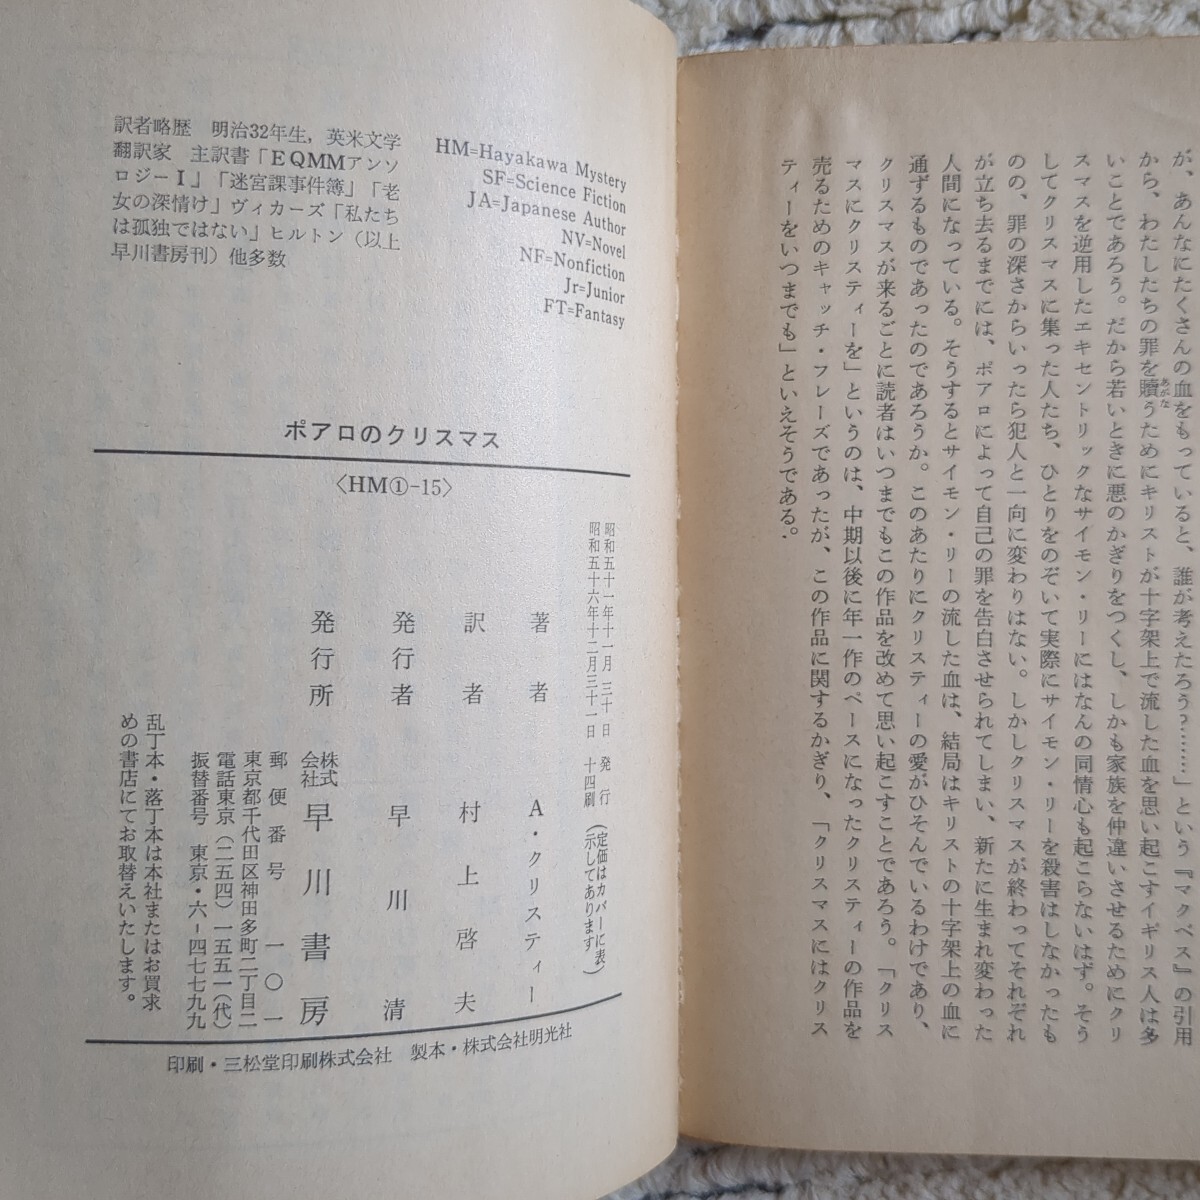 が、あんなにたくさんの血をもっていると、誰が考えたろう？……」という『マクベス』の引用
から、わたしたちの罪を贖うためにキリストが十字架上で流した血を思い起こすイギリス人は多
いことであろう。だから若いときに悪のかぎりをつくし、しかも家族を仲違いさせるためにクリ
スマスを逆用したエキセントリックなサイモン・リーにはなんの同情心も起こらないはず。そう
してクリスマスに集った人たち、ひとりをのぞいて実際にサイモン・リーを殺害はしなかったも
のの、罪の深さからいったら犯人と一向に変わりはない。しかしクリスマスが終わってそれぞれ
が立ち去るまでには、ポアロによって自己の罪を告白させられてしまい、新たに生まれ変わった
人間になっている。そうするとサイモン・リーの流した血は、結局はキリストの十字架上の血に
通ずるものであったのであろうか。このあたりにクリスティーの愛がひそんでいるわけであり、
クリスマスが来るごとに読者はいつまでもこの作品を改めて思い起こすことであろう。「クリス
マスにクリスティーを」というのは、中期以後に年一作のペースになったクリスティーの作品を
売るためのキャッチ・フレーズであったが、この作品に関するかぎり、「クリスマスにはクリス
ティーをいつまでも」といえそうである。
あがな
訳者略歴　明治32年生，英米文学
翻訳家　主訳書「EQMMアンソ
ロジーⅠ」「迷宮課事件簿」「老
女の深情け」ヴィカーズ「私たち
は孤独ではない」ヒルトン（以上
早川書房刊）他多数
HM=Hayakawa Mystery
SF=Science Fiction
JA=Japanese Author
NV=Novel
NF=Nonfiction
Jr=Junior
FT=Fantasy
ポアロのクリスマス
〈HM①-15〉
昭和五十一年十一月三十日　発行
昭和五十六年十二月三十一日　十四刷
（定価はカバーに表
示してあります）
著者　A・クリスティー
訳者　村上啓夫
発行者　早川清
発行所　株式会社　早川書房
郵便番号　一〇一
東京都千代田区神田多町二丁目二
電話東京（二五四）一五五一（代）
振替番号　東京・六−四七七九九
乱丁本・落丁本は本社またはお買求
めの書店にてお取替えいたします。
印刷・三松堂印刷株式会社　製本・株式会社明光社